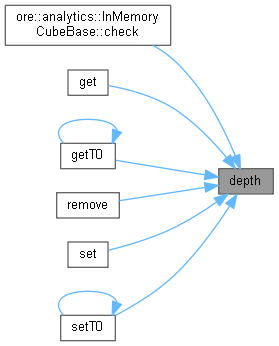 ore::analytics::InMemory
CubeBase::check
get
getT0
depth
remove
set
setT0